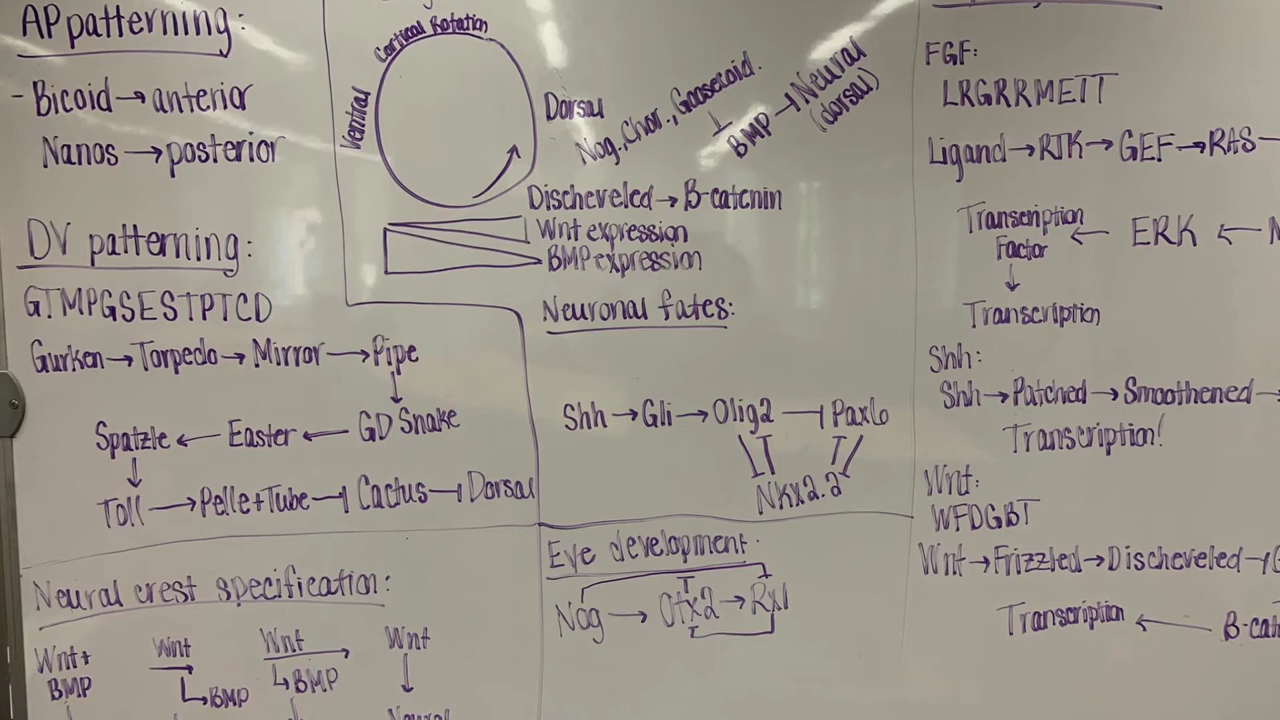 AP patterning:
- Bicoid → anterior
Nanos → posterior
DV patterning:
GTMPGSESTPTCD
Gurken → Torpedo → Mirror → Pipe
↓
Spatzle ← Easter ← GD Snake
↓
Toll → Pelle+Tube ⊣ Cactus ⊣ Dorsal
Neural crest specification:
Wnt+ BMP
Wnt → ↳ BMP
Wnt → ↳ BMP
Wnt
↓
Neural
Cortical Rotation
Ventral
Dorsal
Nog., Chor., Goosecoid.
⊥
BMP ⊣ Neural
(dorsal)
Discheveled → B-catenin
Wnt expression
BMP expression
Neuronal fates:
Shh → Gli → Olig2 ⊣ Pax6
Nkx2.2
Eye development.
Nog → Otx2 → Rx1
FGF:
LRGRRMETT
Ligand → RTK → GEF → RAS
Transcription Factor ← ERK ←
↓
Transcription
Shh:
Shh → Patched → Smoothened →
Transcription!
Wnt:
WFDGBT
Wnt → Frizzled → Discheveled ⊣ G
Transcription ← B-cat